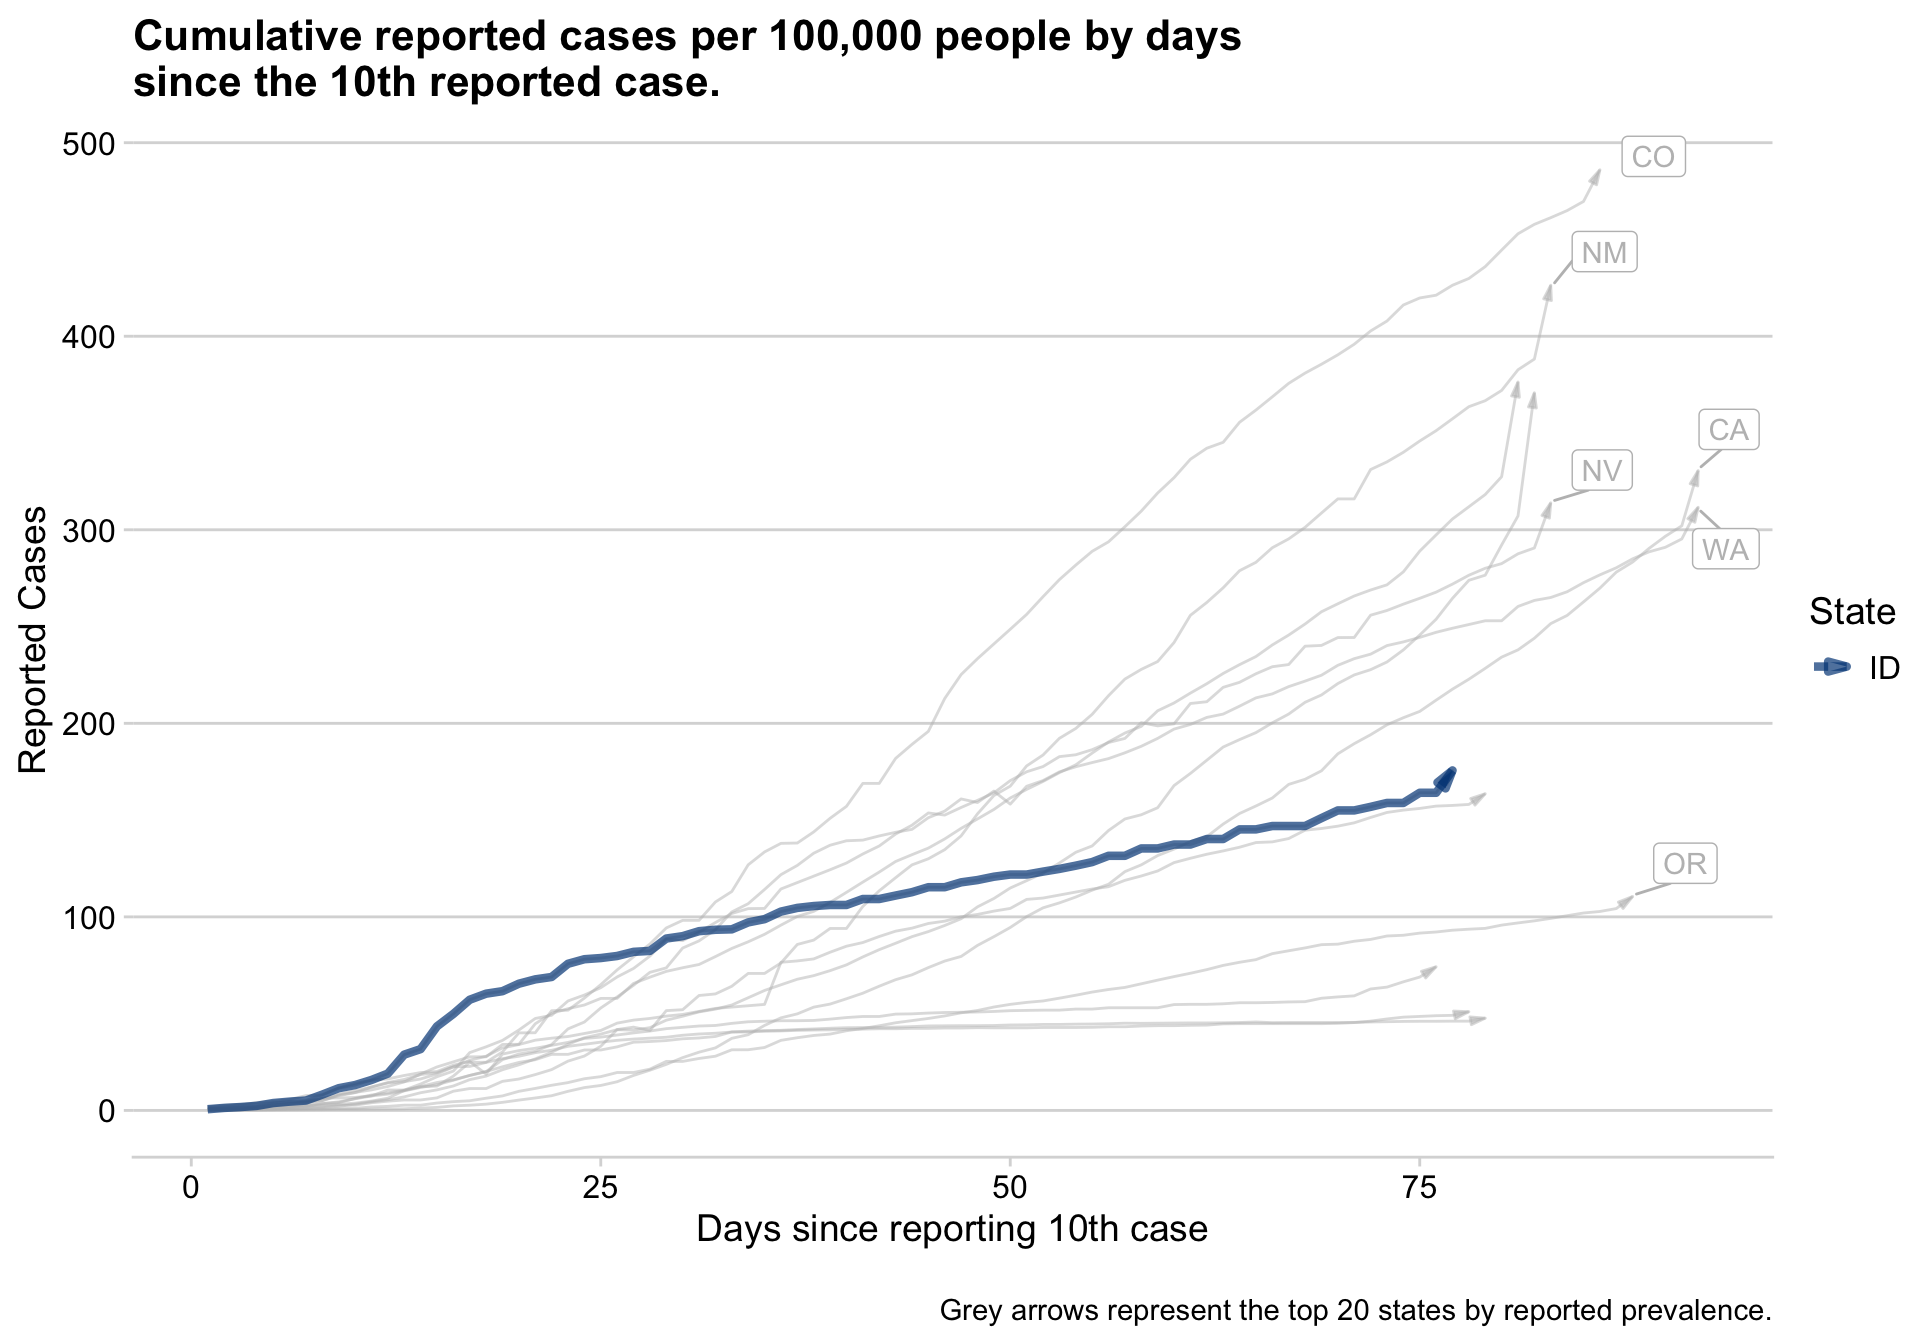 Cumulative reported cases per 100,000 people by days
since the 10th reported case.
500
400
300
200
100
0
Reported Cases
CO
NM
CA
NV
WA
OR
State
ID
0
25
50
75
Days since reporting 10th case
Grey arrows represent the top 20 states by reported prevalence.